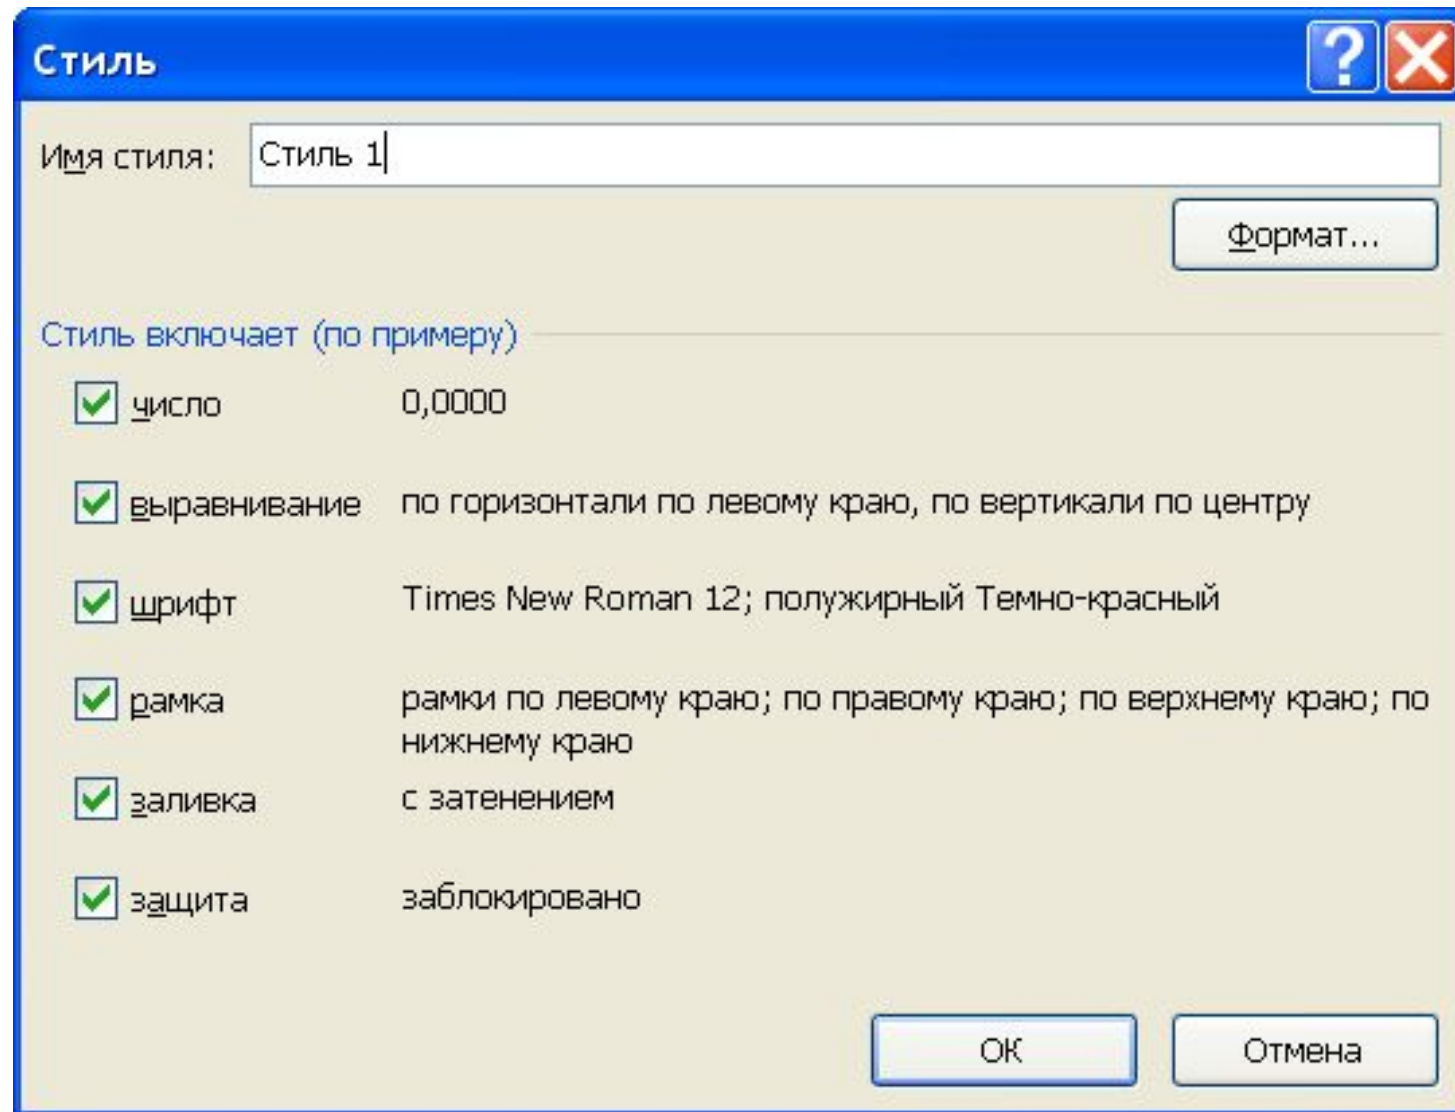 Стиль
Имя стиля: Стиль 1
Формат...
Стиль включает (по примеру)
число 0,0000
выравнивание по горизонтали по левому краю, по вертикали по центру
шрифт Times New Roman 12; полужирный Темно-красный
рамка рамки по левому краю; по правому краю; по верхнему краю; по
нижнему краю
заливка с затенением
защита заблокировано
ОК Отмена